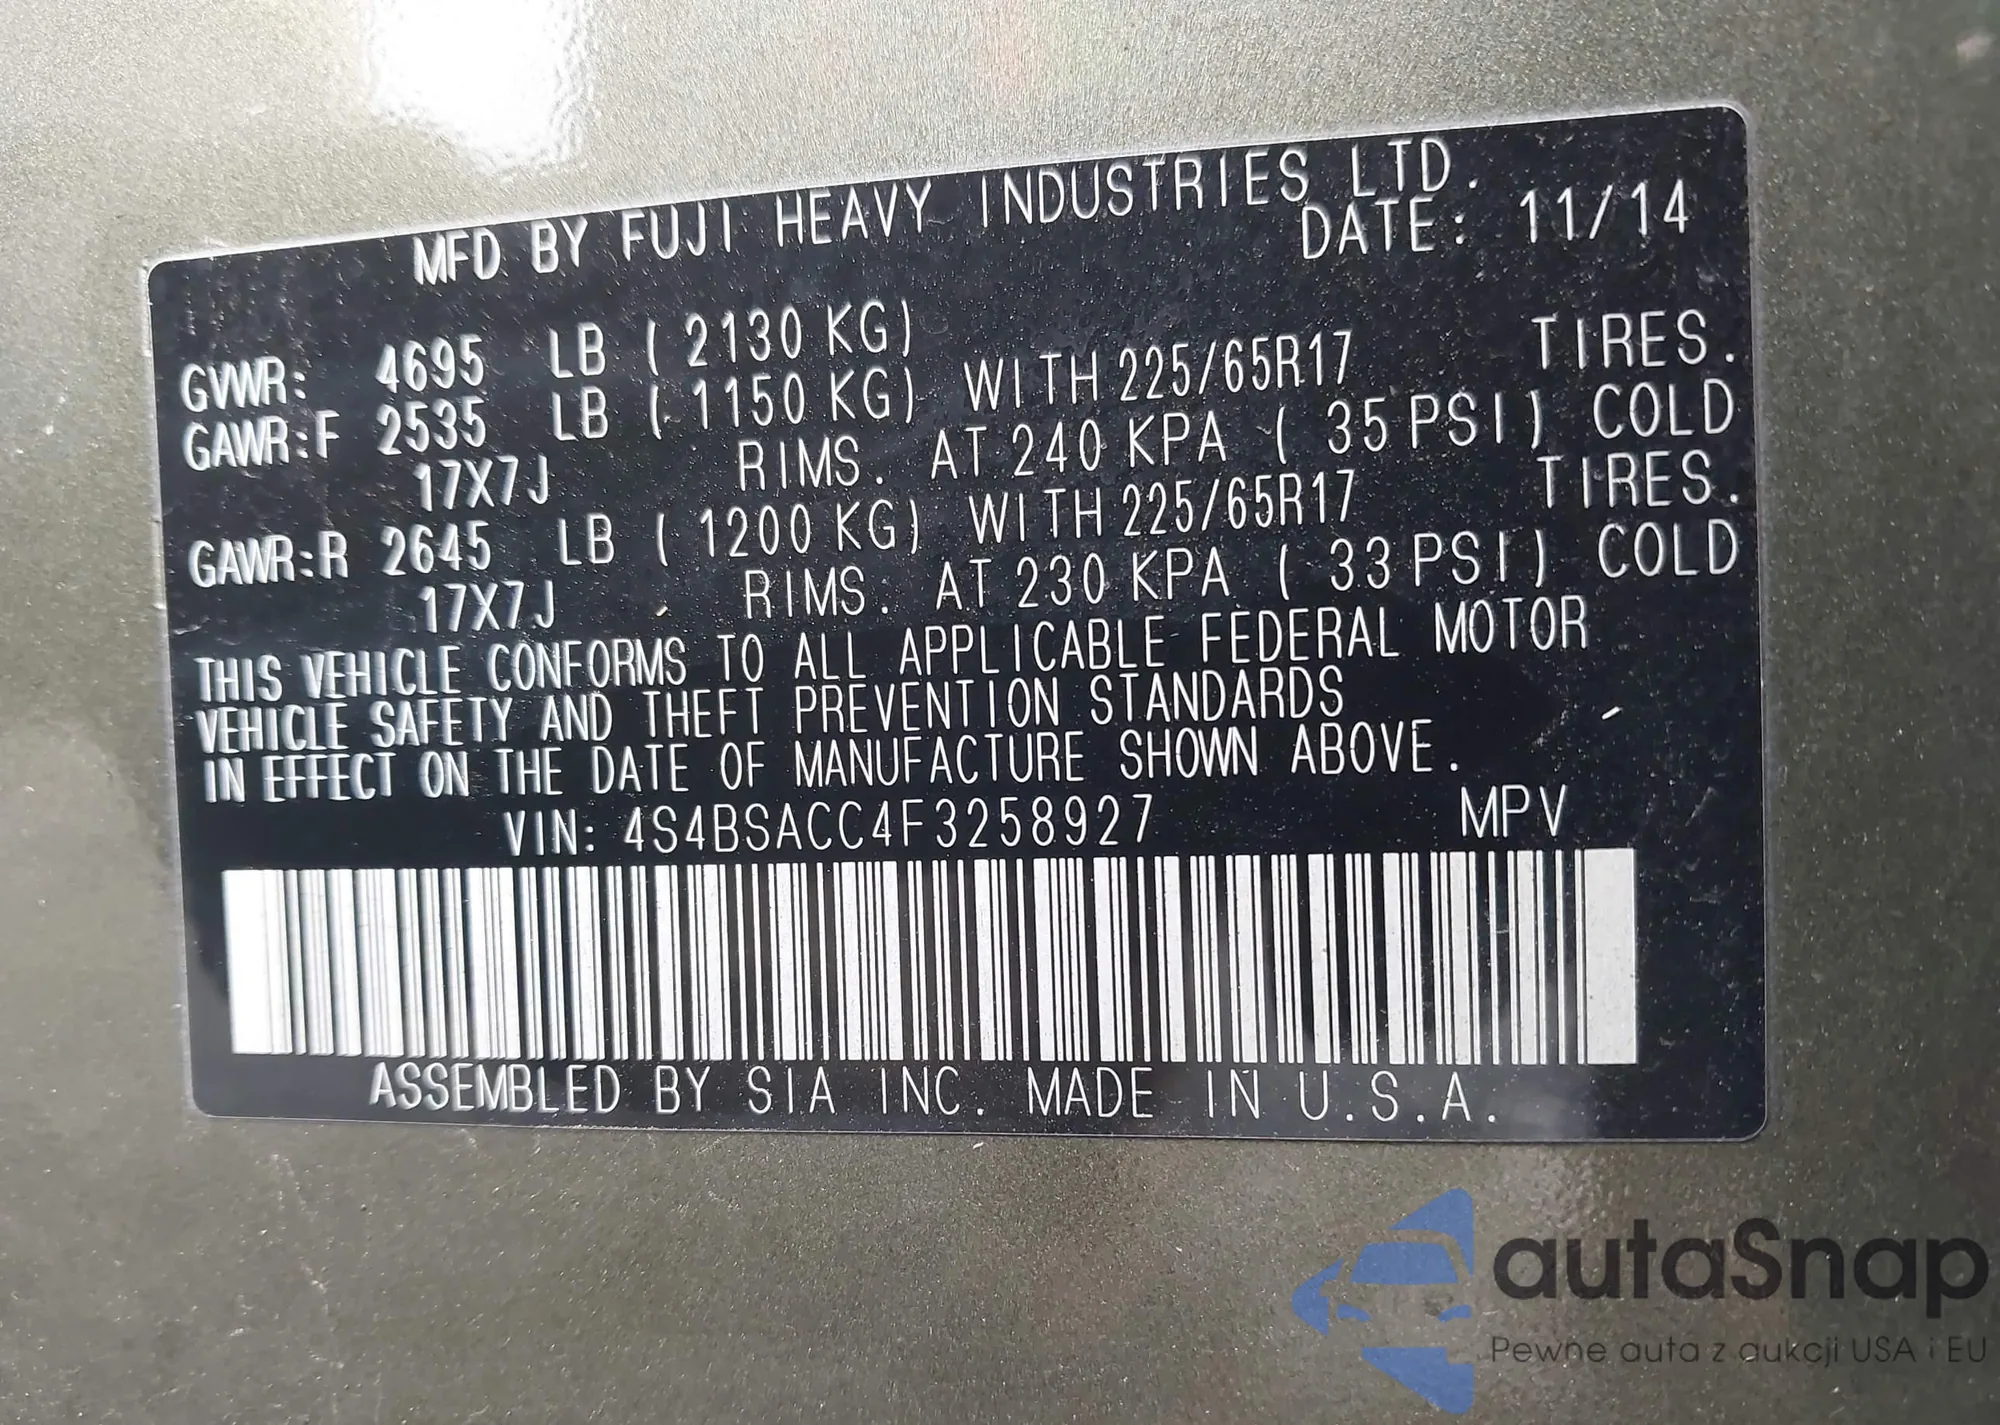 MFD BY FUJI HEAVY INDUSTRIES LTD.
DATE: 11/14
GVWR: 4695 LB ( 2130 KG)
GAWR:F 2535 LB ( 1150 KG) WITH 225/65R17 TIRES.
17X7J RIMS. AT 240 KPA ( 35 PSI) COLD
GAWR:R 2645 LB ( 1200 KG) WITH 225/65R17 TIRES.
17X7J RIMS. AT 230 KPA ( 33 PSI) COLD
THIS VEHICLE CONFORMS TO ALL APPLICABLE FEDERAL MOTOR
VEHICLE SAFETY AND THEFT PREVENTION STANDARDS
IN EFFECT ON THE DATE OF MANUFACTURE SHOWN ABOVE.
VIN: 4S4BSACC4F3258927 MPV
ASSEMBLED BY SIA INC. MADE IN U.S.A.
autaSnap
Pewne auta z aukcji USA i EU